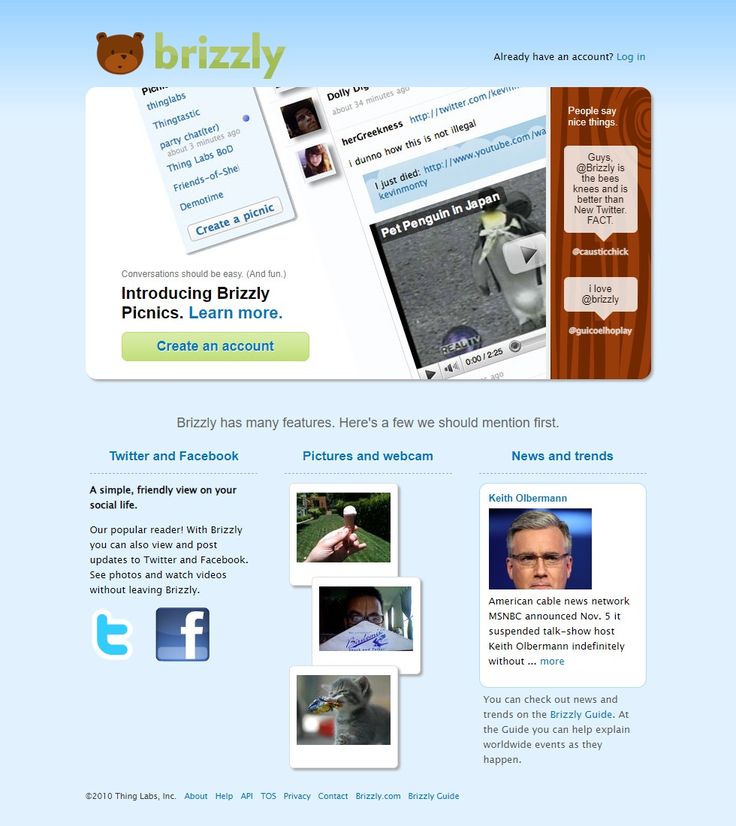 brizzly
Already have an account? Log in
thinglabs
Thingtastic
party chat(ter)
about 3 minutes ago
Thing Labs BoD
Friends-of-She
Demotime
Create a picnic
Dolly Dig
about 34 minutes ago
herGreekness http://twitter.com/kevinm
i dunno how this is not illegal
I just died: http://www.youtube.com/wa
kevinmonty
Pet Penguin in Japan
REALITY
0:00 / 2:25
Conversations should be easy. (And fun.)
Introducing Brizzly
Picnics. Learn more.
Create an account
People say
nice things.
Guys,
@Brizzly is
the bees
knees and is
better than
New Twitter.
FACT.
@causticchick
i love
@brizzly
@guicoelhoplay
Brizzly has many features. Here's a few we should mention first.
Twitter and Facebook
A simple, friendly view on your
social life.
Our popular reader! With Brizzly
you can also view and post
updates to Twitter and Facebook.
See photos and watch videos
without leaving Brizzly.
t
f
Pictures and webcam
News and trends
Keith Olbermann
American cable news network
MSNBC announced Nov. 5 it
suspended talk-show host
Keith Olbermann indefinitely
without ... more
You can check out news and
trends on the Brizzly Guide. At
the Guide you can help explain
worldwide events as they
happen.
©2010 Thing Labs, Inc. About Help API TOS Privacy Contact Brizzly.com Brizzly Guide